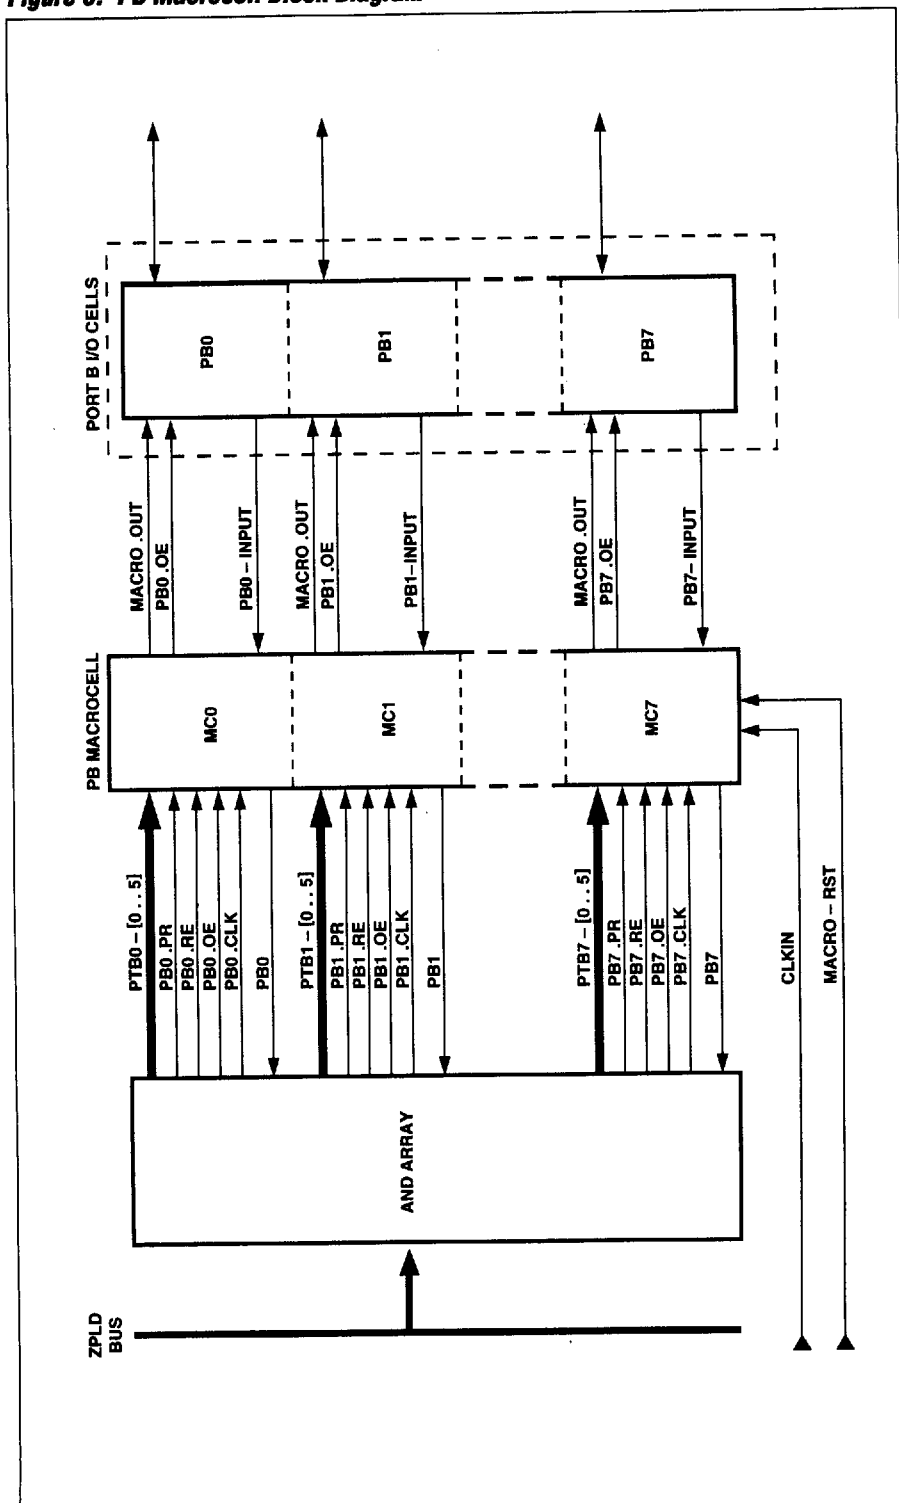 Figure 8. PB Macrocell Block Diagram
PORT B I/O CELLS
PB0
PB1
PB7
MACRO .OUT
PB0 .OE
PB0 – INPUT
MACRO .OUT
PB1 .OE
PB1–INPUT
MACRO .OUT
PB7 .OE
PB7– INPUT
PB MACROCELL
MC0
MC1
MC7
PTB0 – [0 . . . 5]
PB0 .PR
PB0 .RE
PB0 .OE
PB0 .CLK
PB0
PTB1 – [0 . . . 5]
PB1 .PR
PB1 .RE
PB1 .OE
PB1 .CLK
PB1
PTB7 – [0 . . . 5]
PB7 .PR
PB7 .RE
PB7 .OE
PB7 .CLK
PB7
CLKIN
MACRO – RST
AND ARRAY
ZPLD
BUS